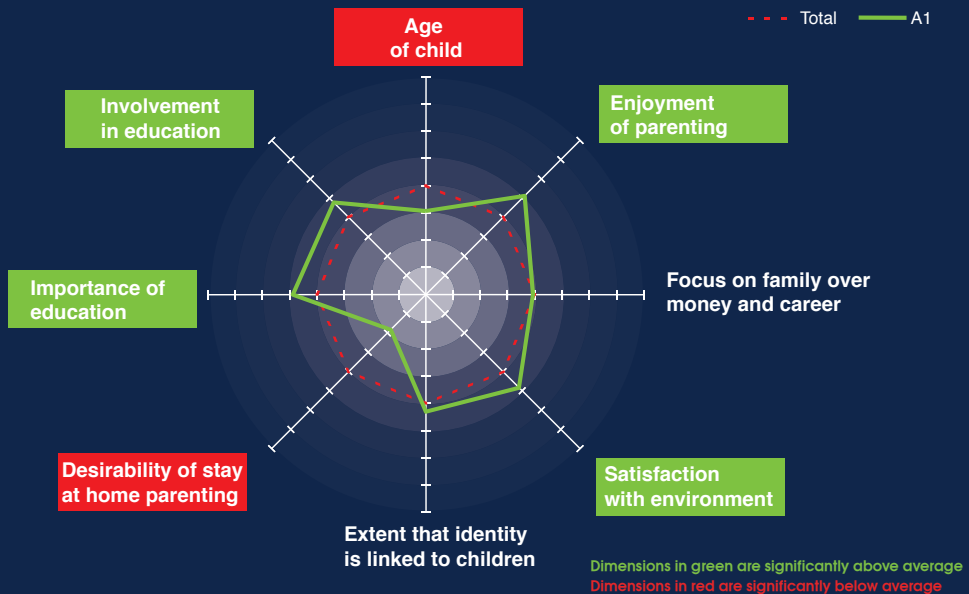 Total
A1
Age
of child
Involvement
in education
Enjoyment
of parenting
Importance of
education
Focus on family over
money and career
Desirability of stay
at home parenting
Satisfaction
with environment
Extent that identity
is linked to children
Dimensions in green are significantly above average
Dimensions in red are significantly below average